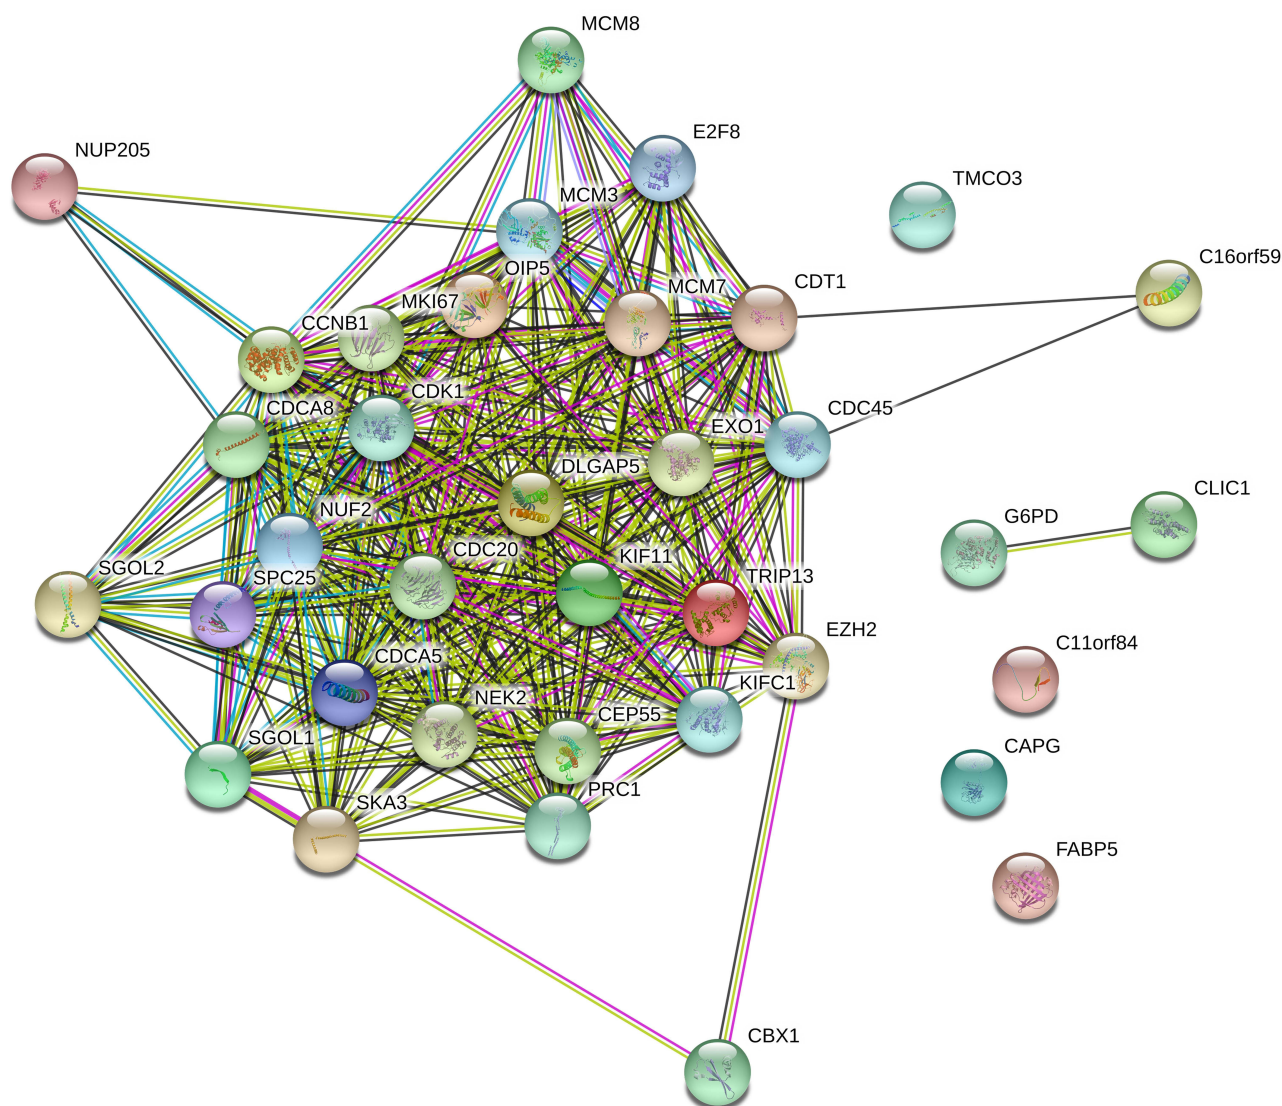 MCM8
E2F8
NUP205
TMCO3
MCM3
C16orf59
OIP5
MCM7
CDT1
MKI67
CCNB1
CDK1
CDCA8
CDC45
EXO1
DLGAP5
CLIC1
NUF2
G6PD
CDC20
KIF11
SGOL2
SPC25
TRIP13
EZH2
C11orf84
CDCA5
KIFC1
NEK2
CEP55
SGOL1
CAPG
PRC1
SKA3
FABP5
CBX1